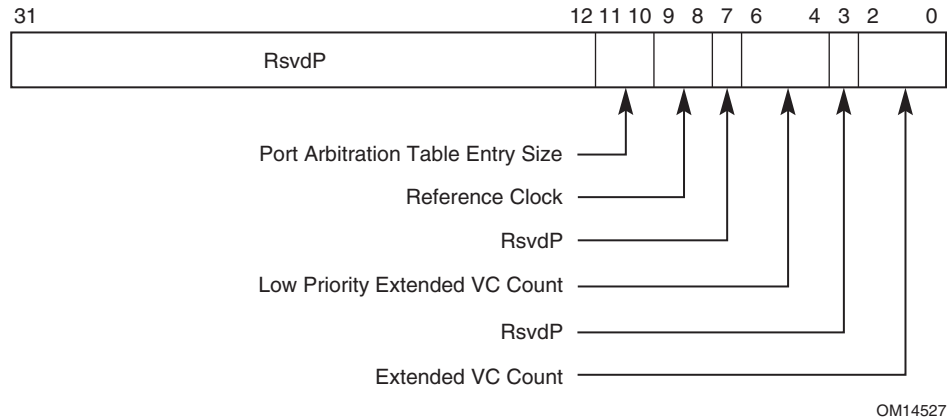 31 12 11 10 9 8 7 6 4 3 2 0
RsvdP
Port Arbitration Table Entry Size
Reference Clock
RsvdP
Low Priority Extended VC Count
RsvdP
Extended VC Count
OM14527